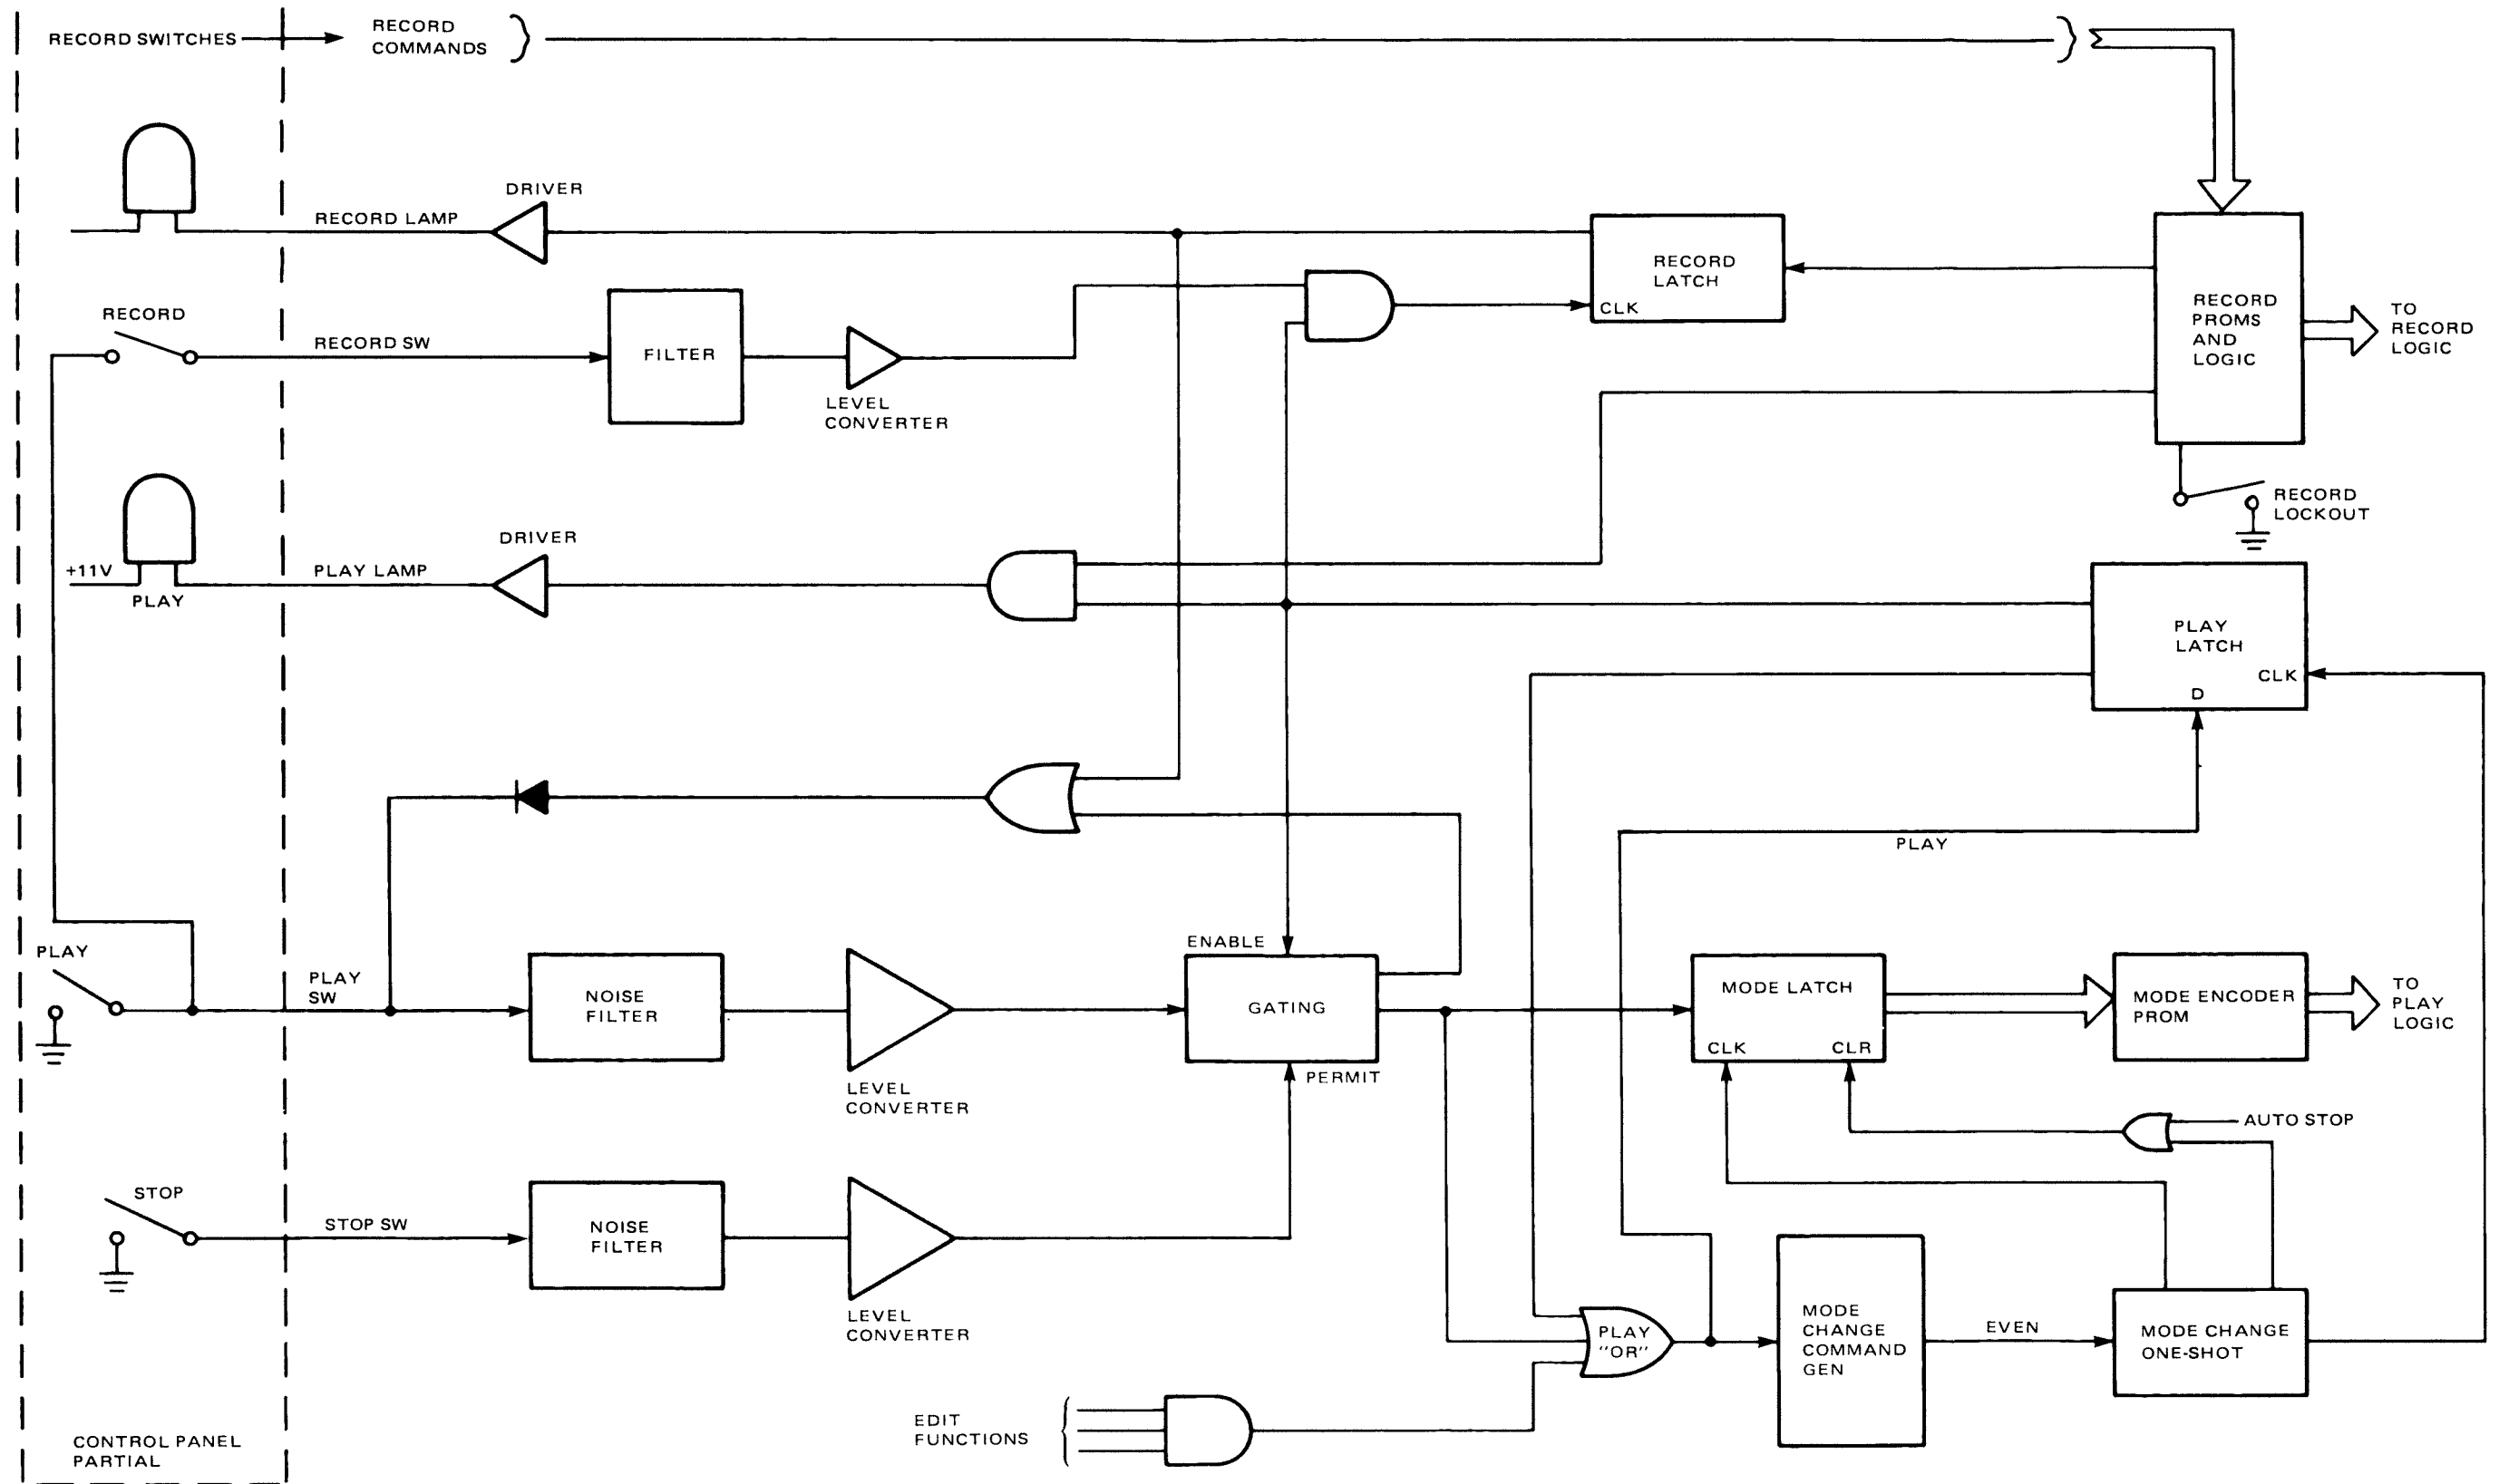 RECORD SWITCHES
RECORD
COMMANDS
DRIVER
RECORD LAMP
RECORD
LATCH
CLK
RECORD
PROMS
AND
LOGIC
TO
RECORD
LOGIC
RECORD
RECORD SW
FILTER
LEVEL
CONVERTER
RECORD
LOCKOUT
DRIVER
+11V
PLAY LAMP
PLAY
PLAY
LATCH
CLK
D
PLAY
PLAY
PLAY
SW
NOISE
FILTER
LEVEL
CONVERTER
ENABLE
GATING
PERMIT
MODE LATCH
CLK
CLR
MODE ENCODER
PROM
TO
PLAY
LOGIC
AUTO STOP
STOP
STOP SW
NOISE
FILTER
LEVEL
CONVERTER
PLAY
"OR"
MODE
CHANGE
COMMAND
GEN
EVEN
MODE CHANGE
ONE-SHOT
EDIT
FUNCTIONS
CONTROL PANEL
PARTIAL